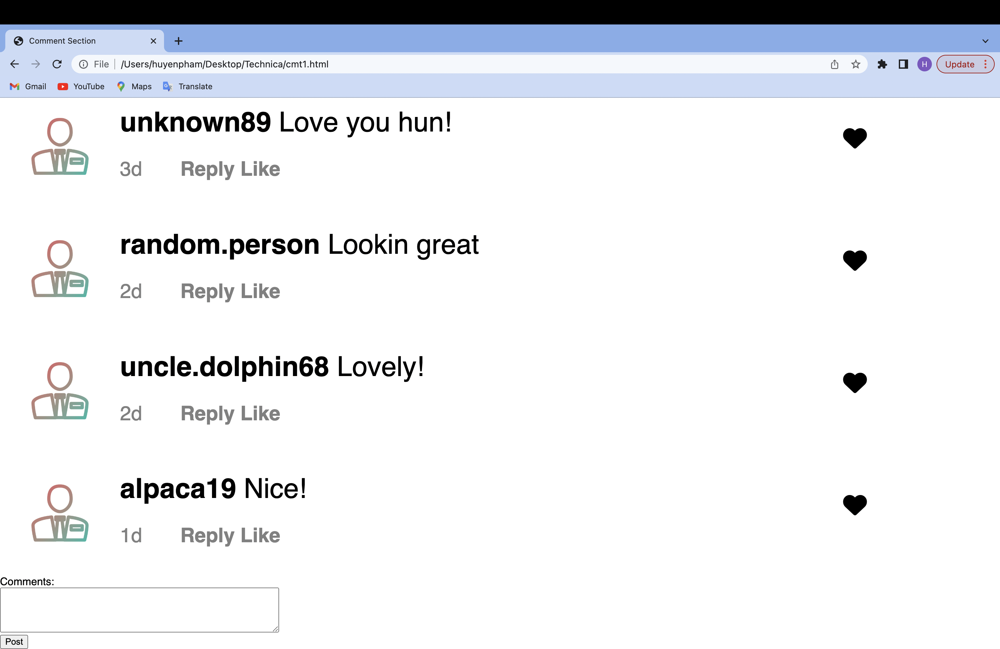 Comment Section
File /Users/huyenpham/Desktop/Technica/cmt1.html H Update
Gmail YouTube Maps Translate
unknown89 Love you hun!
3d Reply Like
random.person Lookin great
2d Reply Like
uncle.dolphin68 Lovely!
2d Reply Like
alpaca19 Nice!
1d Reply Like
Comments:
Post